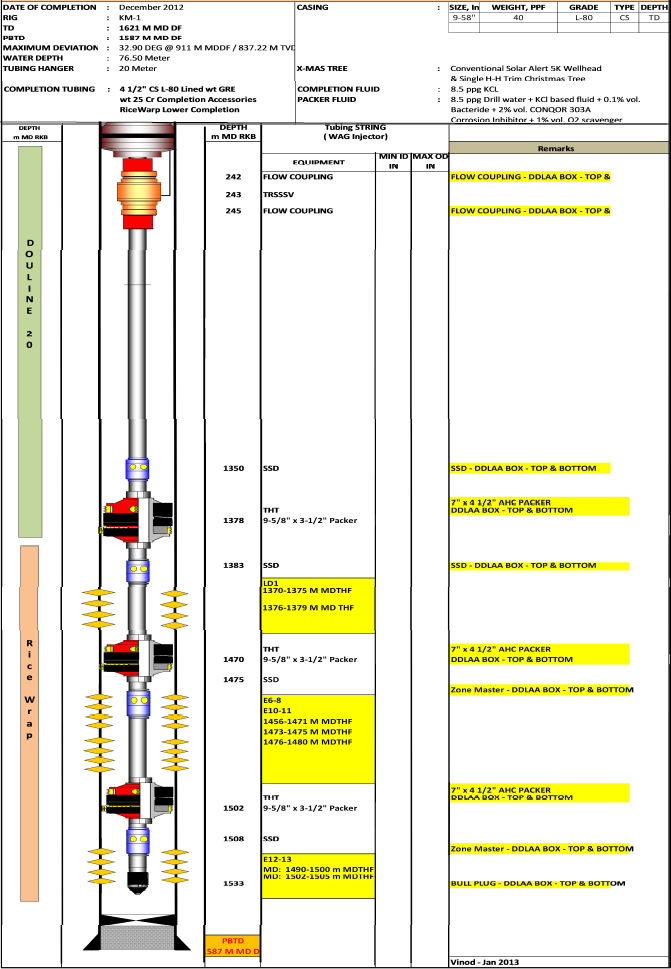 DATE OF COMPLETION : December 2012
RIG : KM-1
TD : 1621 M MD DF
PBTD : 1587 M MD DF
MAXIMUM DEVIATION : 32.90 DEG @ 911 M MDDF / 837.22 M TVD
WATER DEPTH : 76.50 Meter
TUBING HANGER : 20 Meter
COMPLETION TUBING : 4 1/2" CS L-80 Lined wt GRE
wt 25 Cr Completion Accessories
RiceWarp Lower Completion
CASING :
SIZE, In WEIGHT, PPF GRADE TYPE DEPTH
9-58" 40 L-80 CS TD
X-MAS TREE : Conventional Solar Alert 5K Wellhead
& Single H-H Trim Christmas Tree
COMPLETION FLUID : 8.5 ppg KCL
PACKER FLUID : 8.5 ppg Drill water + KCl based fluid + 0.1% vol.
Bactericide + 2% vol. CONQOR 303A
Corrosion Inhibitor + 1% vol. O2 scavenger
DEPTH
m MD RKB
DEPTH
m MD RKB
Tubing STRING
( WAG Injector)
EQUIPMENT
MIN ID IN
MAX OD IN
Remarks
242 FLOW COUPLING FLOW COUPLING - DDLAA BOX - TOP &
243 TRSSSV
245 FLOW COUPLING FLOW COUPLING - DDLAA BOX - TOP &
DOULINE 20
1350 SSD SSD - DDLAA BOX - TOP & BOTTOM
THT 7" x 4 1/2" AHC PACKER
1378 9-5/8" x 3-1/2" Packer DDLAA BOX - TOP & BOTTOM
1383 SSD SSD - DDLAA BOX - TOP & BOTTOM
LD1
1370-1375 M MDTHF
1376-1379 M MD THF
Rice Wrap
THT 7" x 4 1/2" AHC PACKER
1470 9-5/8" x 3-1/2" Packer DDLAA BOX - TOP & BOTTOM
1475 SSD
Zone Master - DDLAA BOX - TOP & BOTTOM
E6-8
E10-11
1456-1471 M MDTHF
1473-1475 M MDTHF
1476-1480 M MDTHF
THT 7" x 4 1/2" AHC PACKER
DDLAA BOX - TOP & BOTTOM
1502 9-5/8" x 3-1/2" Packer
1508 SSD
Zone Master - DDLAA BOX - TOP & BOTTOM
E12-13
MD: 1490-1500 m MDTHF
MD: 1502-1505 m MDTHF
1533 BULL PLUG - DDLAA BOX - TOP & BOTTOM
PBTD
587 M MD D
Vinod - Jan 2013